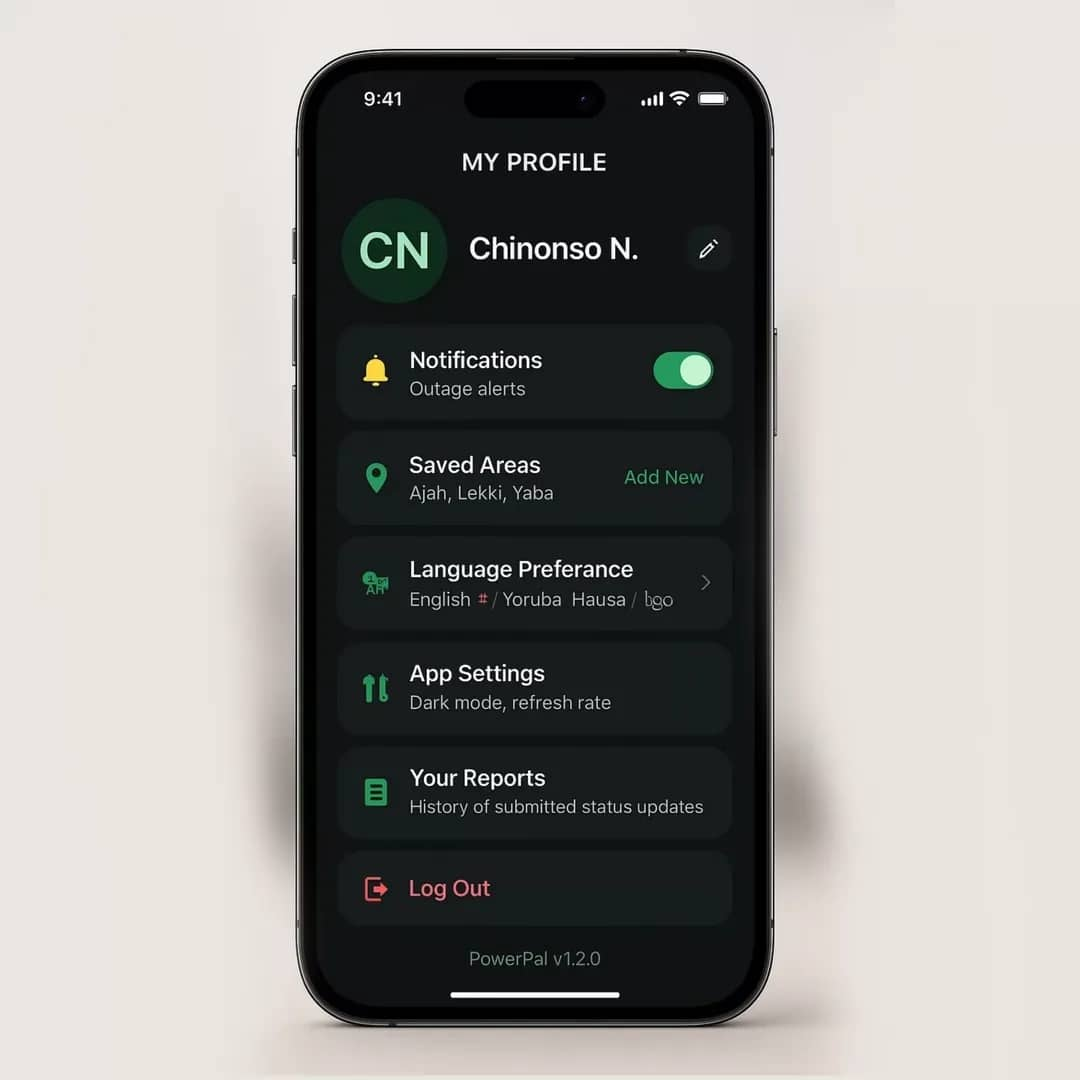 9:41
MY PROFILE
CN
Chinonso N.
Notifications
Outage alerts
Saved Areas
Ajah, Lekki, Yaba
Add New
Language Preferance
English # / Yoruba Hausa /
App Settings
Dark mode, refresh rate
Your Reports
History of submitted status updates
Log Out
PowerPal v1.2.0